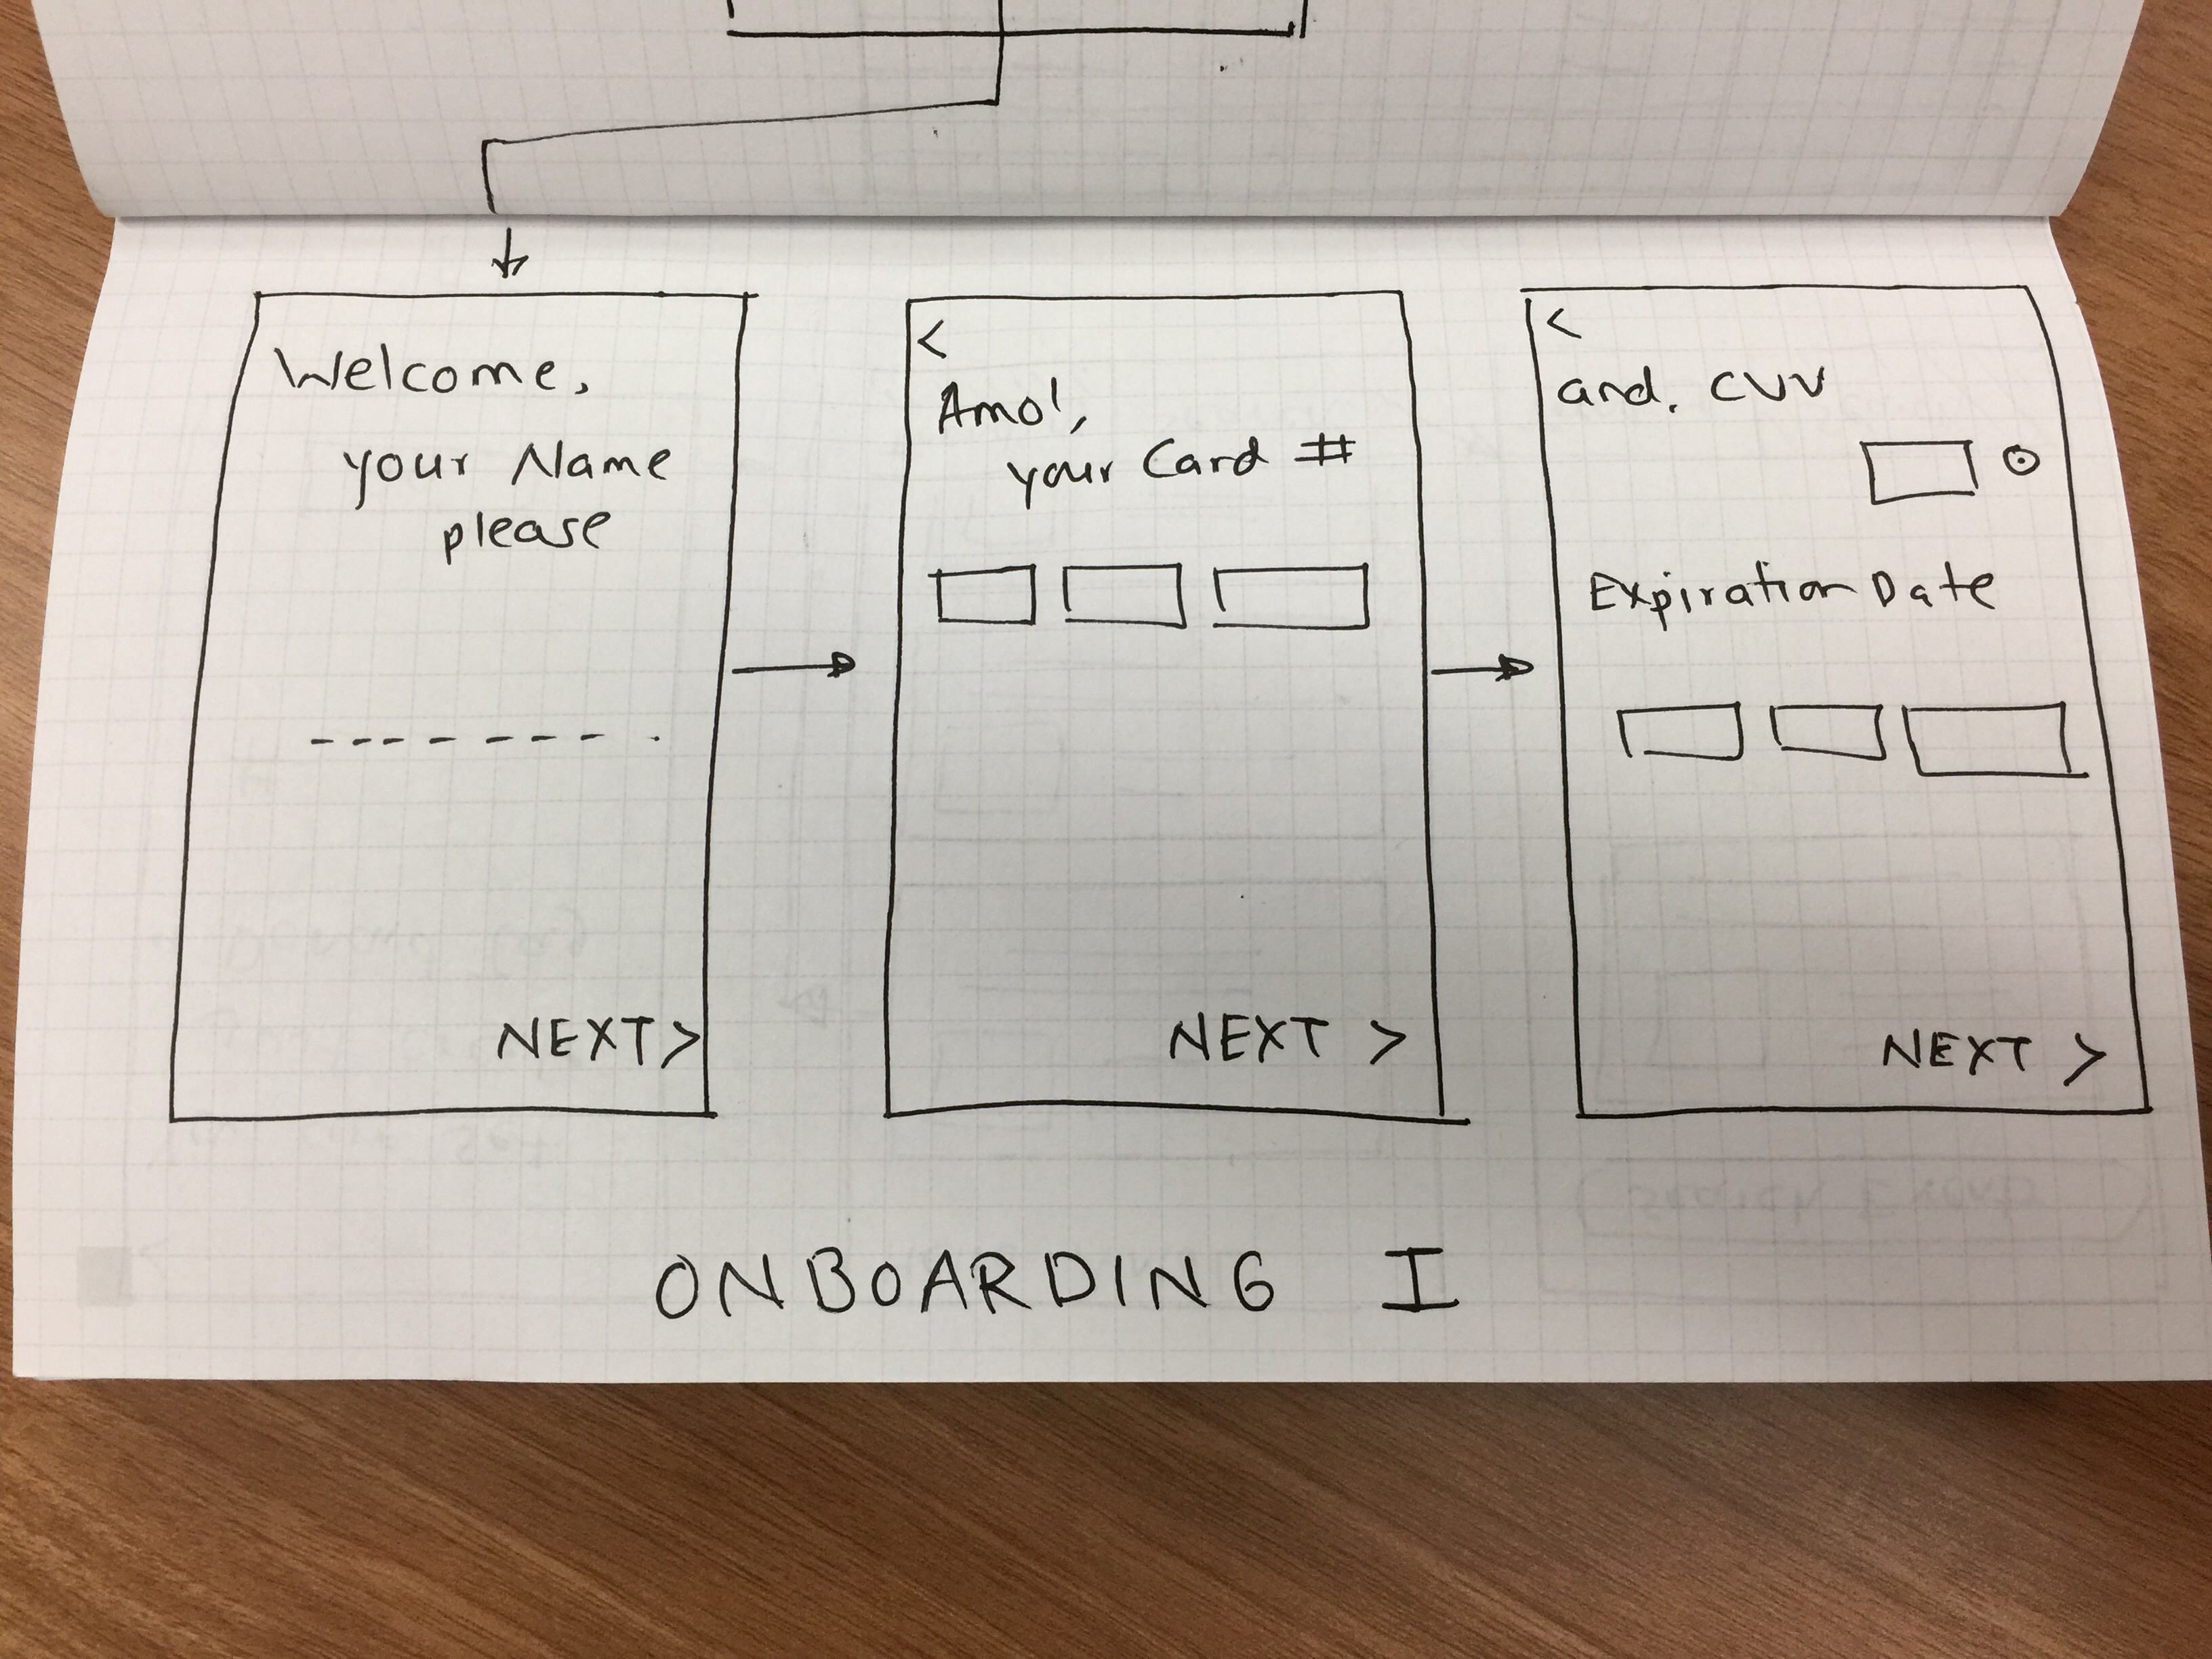 Welcome,
your Name
please
NEXT >
<
Amol,
your Card #
NEXT >
<
and, CVV
Expiration Date
NEXT >
ONBOARDING I